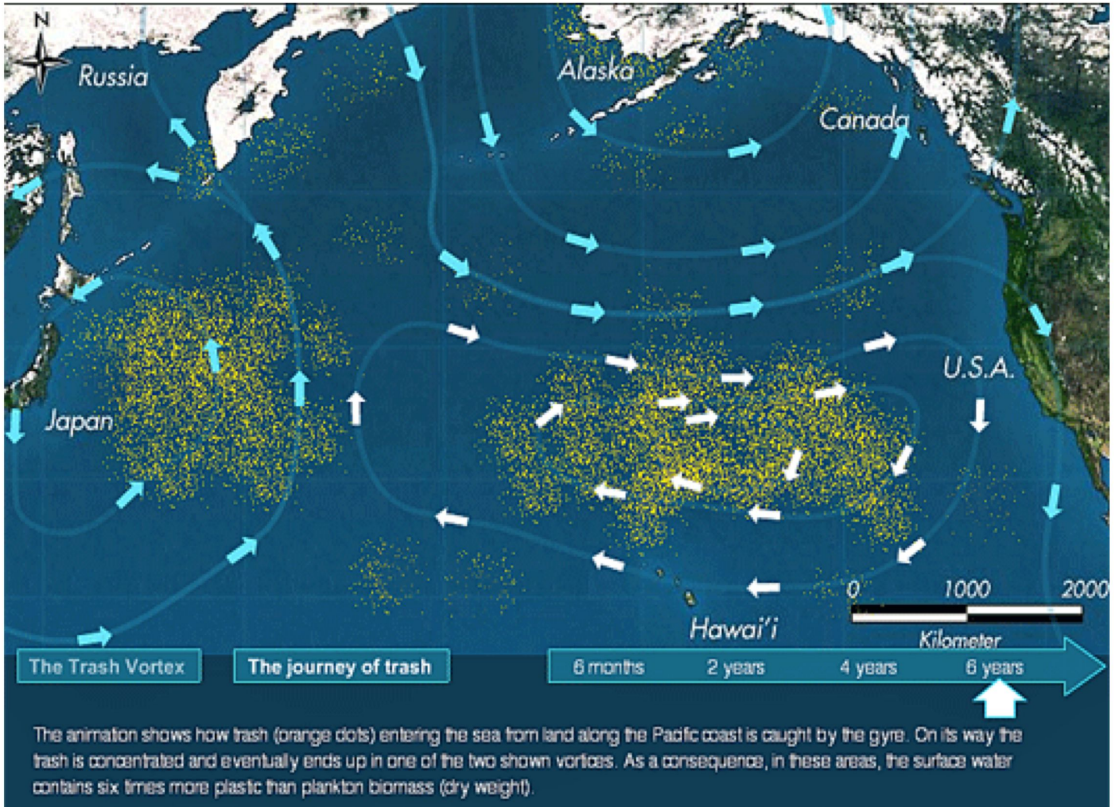 N
Russia
Alaska
Canada
U.S.A.
Japan
0 1000 2000
Hawai'i
Kilometer
The Trash Vortex
The journey of trash
6 months 2 years 4 years 6 years
The animation shows how trash (orange dots) entering the sea from land along the Pacific coast is caught by the gyre. On its way the
trash is concentrated and eventually ends up in one of the two shown vortices. As a consequence, in these areas, the surface water
contains six times more plastic than plankton biomass (dry weight).